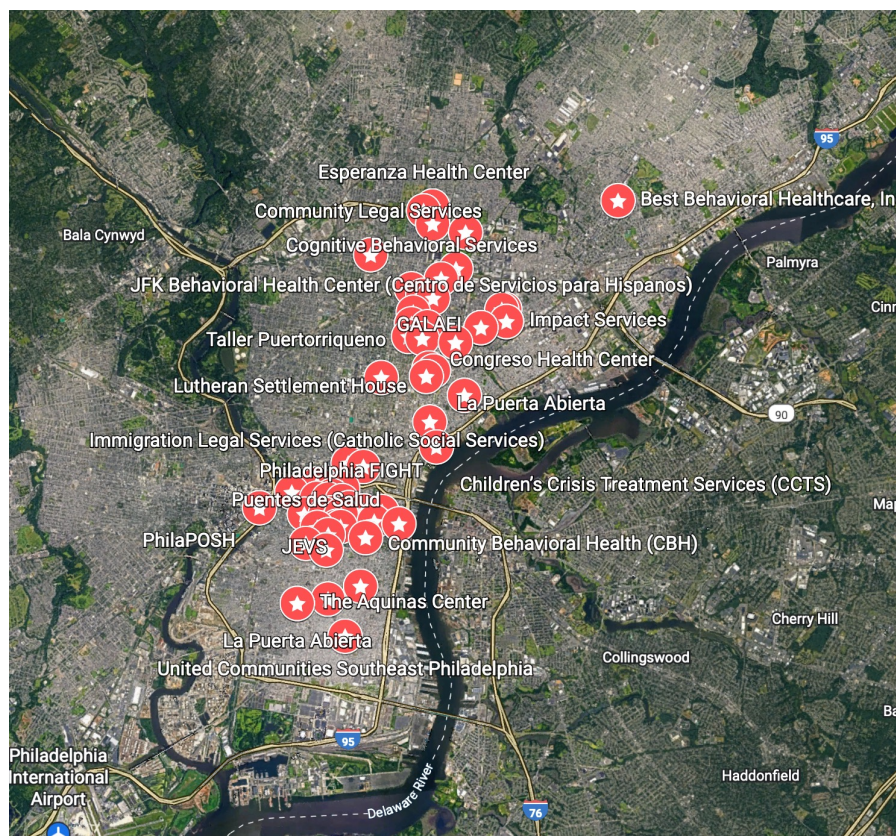 95
Esperanza Health Center
Best Behavioral Healthcare, In
Community Legal Services
Bala Cynwyd
Cognitive Behavioral Services
Palmyra
JFK Behavioral Health Center (Centro de Servicios para Hispanos)
Cinn
GALAEI
Impact Services
Taller Puertorriqueno
Congreso Health Center
Lutheran Settlement House
La Puerta Abierta
90
Immigration Legal Services (Catholic Social Services)
Philadelphia FIGHT
Children's Crisis Treatment Services (CCTS)
Puentes de Salud
Map
PhilaPOSH
JEVS
Community Behavioral Health (CBH)
The Aquinas Center
Cherry Hill
La Puerta Abierta
Collingswood
United Communities Southeast Philadelphia
Ba
95
Philadelphia
International
Airport
Haddonfield
Delaware River
76